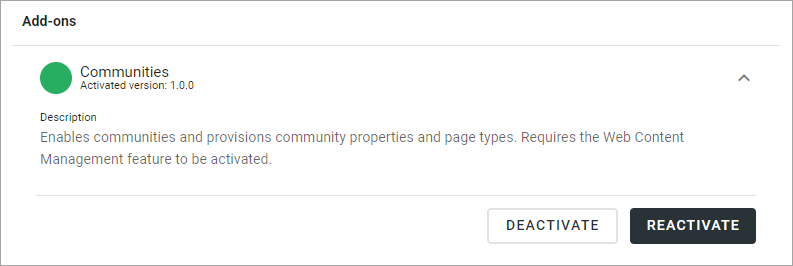 Add-ons
Communities
Activated version: 1.0.0
Description
Enables communities and provisions community properties and page types. Requires the Web Content
Management feature to be activated.
DEACTIVATE REACTIVATE